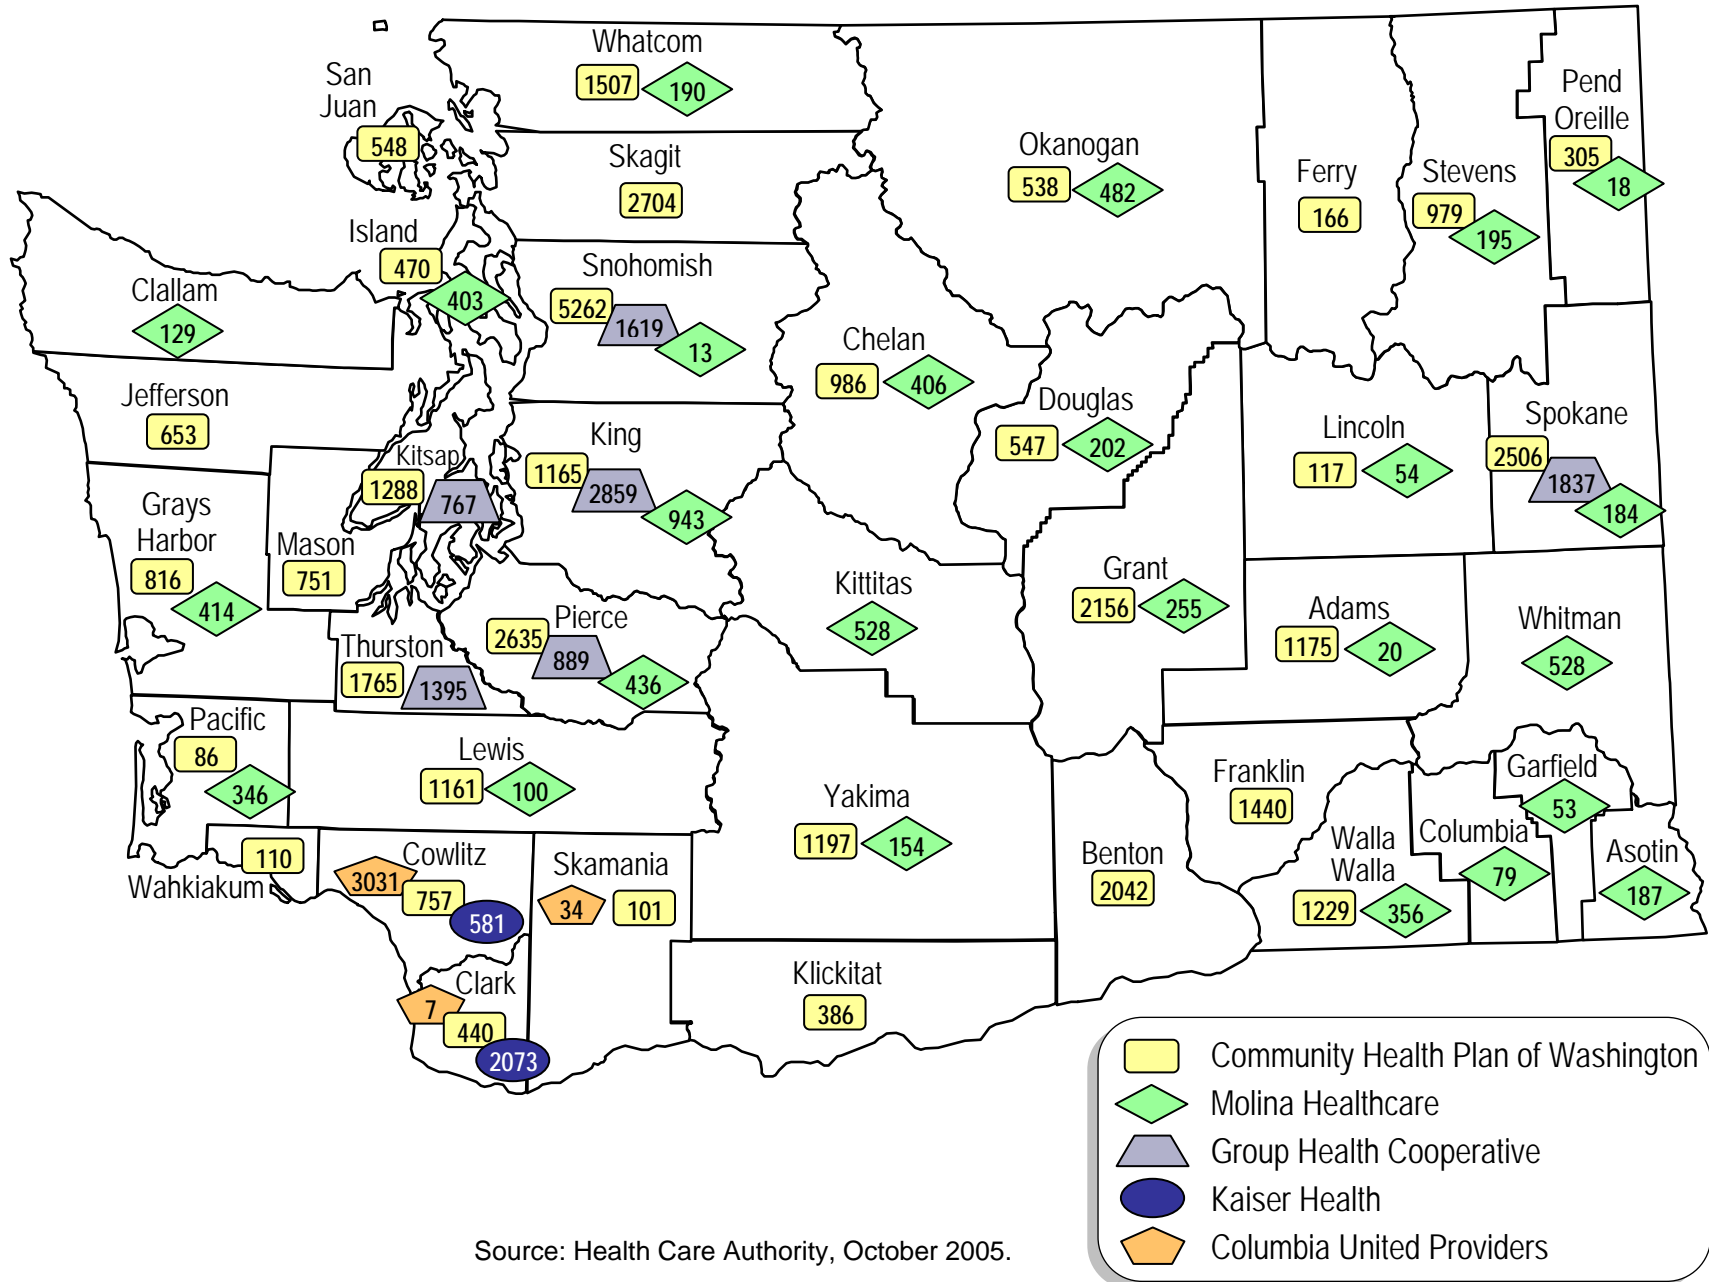 Whatcom
1507
190
San
Juan
548
Skagit
2704
Okanogan
538
482
Ferry
166
Stevens
979
195
Pend
Oreille
305
18
Island
470
403
Snohomish
5262
1619
13
Clallam
129
Chelan
986
406
Jefferson
653
Douglas
547
202
Lincoln
117
54
Spokane
2506
1837
184
King
1165
2859
943
Kitsap
1288
767
Grays
Harbor
816
414
Mason
751
Kittitas
528
Grant
2156
255
Adams
1175
20
Whitman
528
Pierce
2635
889
436
Thurston
1765
1395
Pacific
86
346
Lewis
1161
100
Yakima
1197
154
Franklin
1440
Garfield
53
Walla
Walla
1229
356
Columbia
79
Asotin
187
Benton
2042
Wahkiakum
110
Cowlitz
3031
757
581
Skamania
34
101
Clark
7
440
2073
Klickitat
386
Community Health Plan of Washington
Molina Healthcare
Group Health Cooperative
Kaiser Health
Columbia United Providers
Source: Health Care Authority, October 2005.